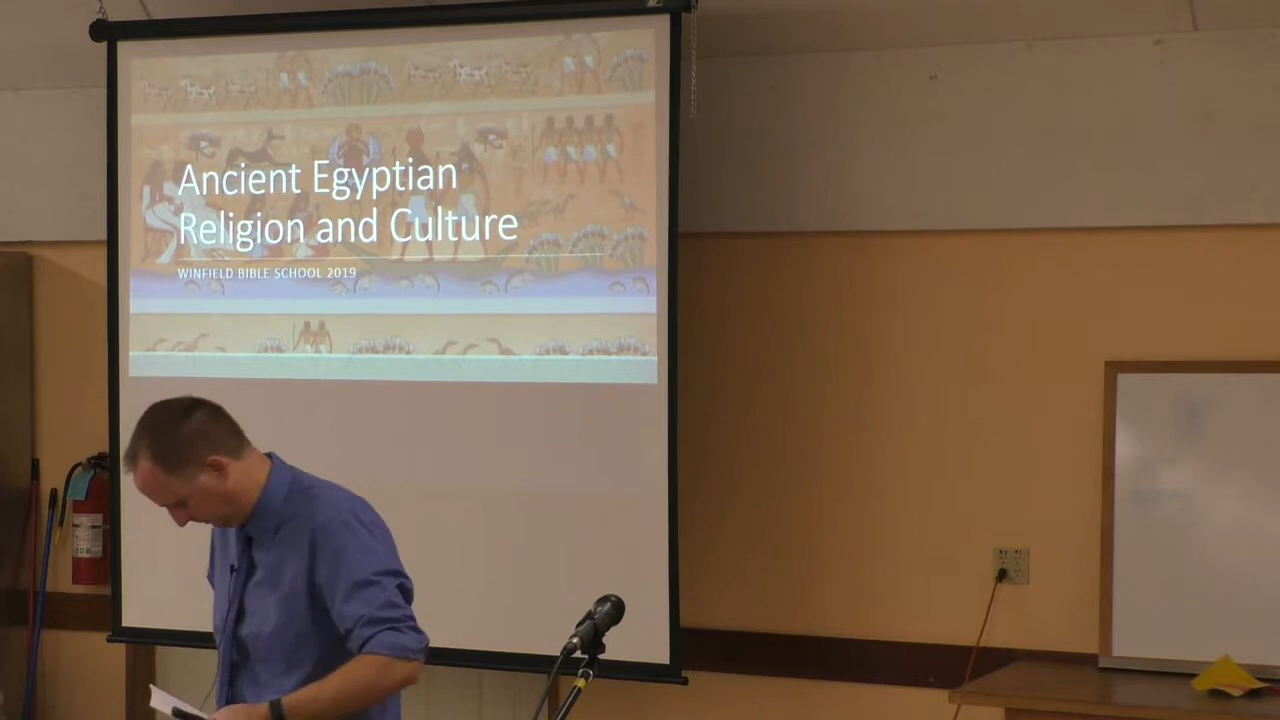 Ancient Egyptian
Religion and Culture
WINFIELD BIBLE SCHOOL 2019